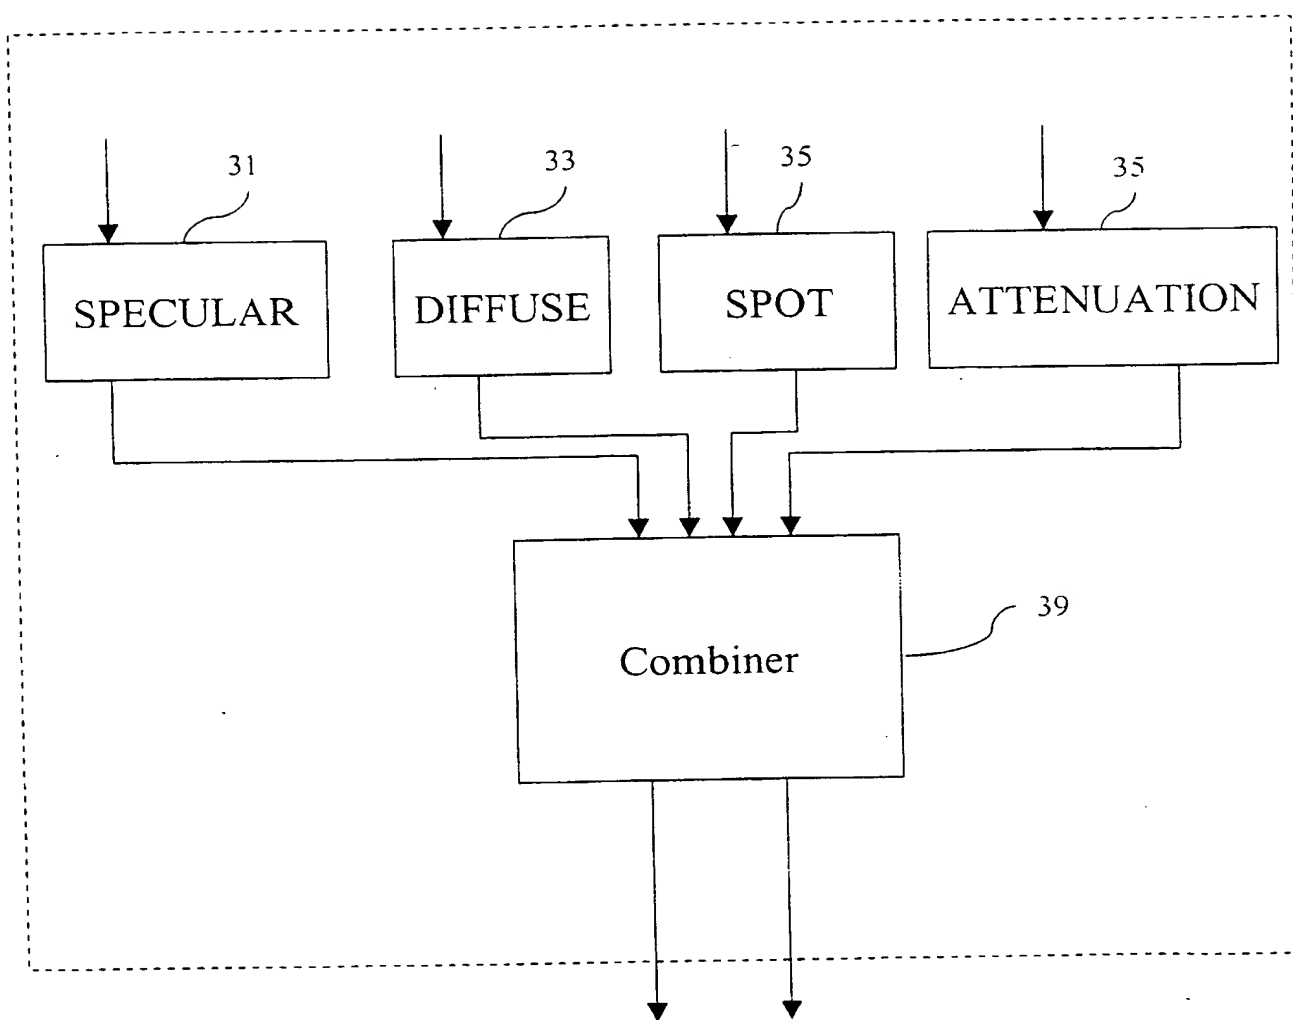 31
33
35
35
SPECULAR
DIFFUSE
SPOT
ATTENUATION
39
Combiner